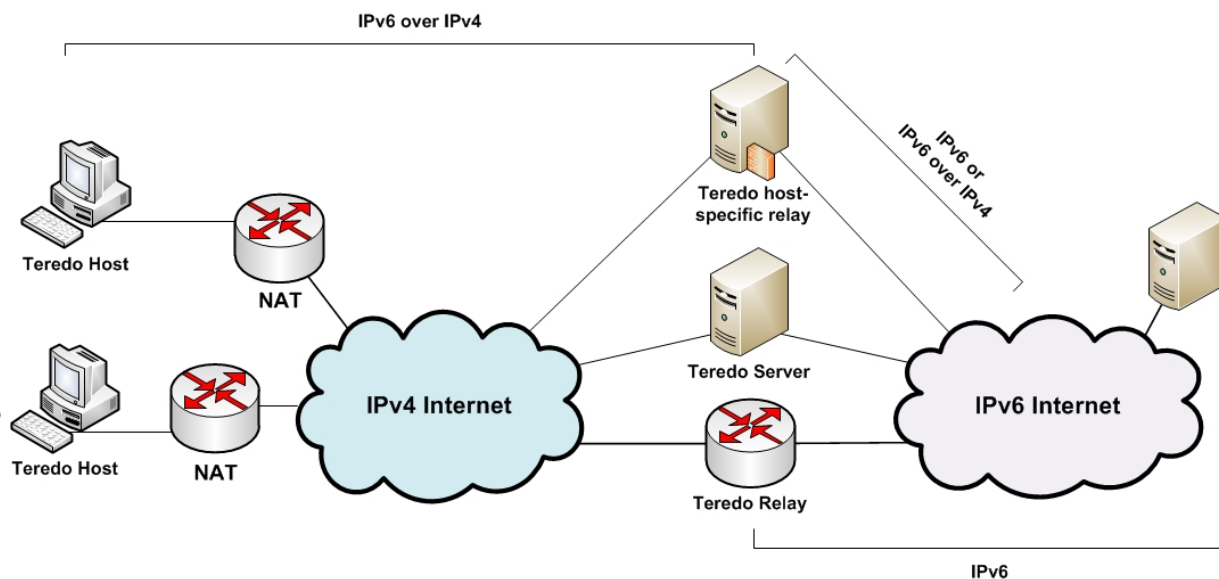 IPv6 over IPv4
IPv6 or
IPv6 over IPv4
Teredo host-
specific relay
Teredo Host
NAT
Teredo Server
IPv4 Internet
IPv6 Internet
Teredo Host
NAT
Teredo Relay
IPv6